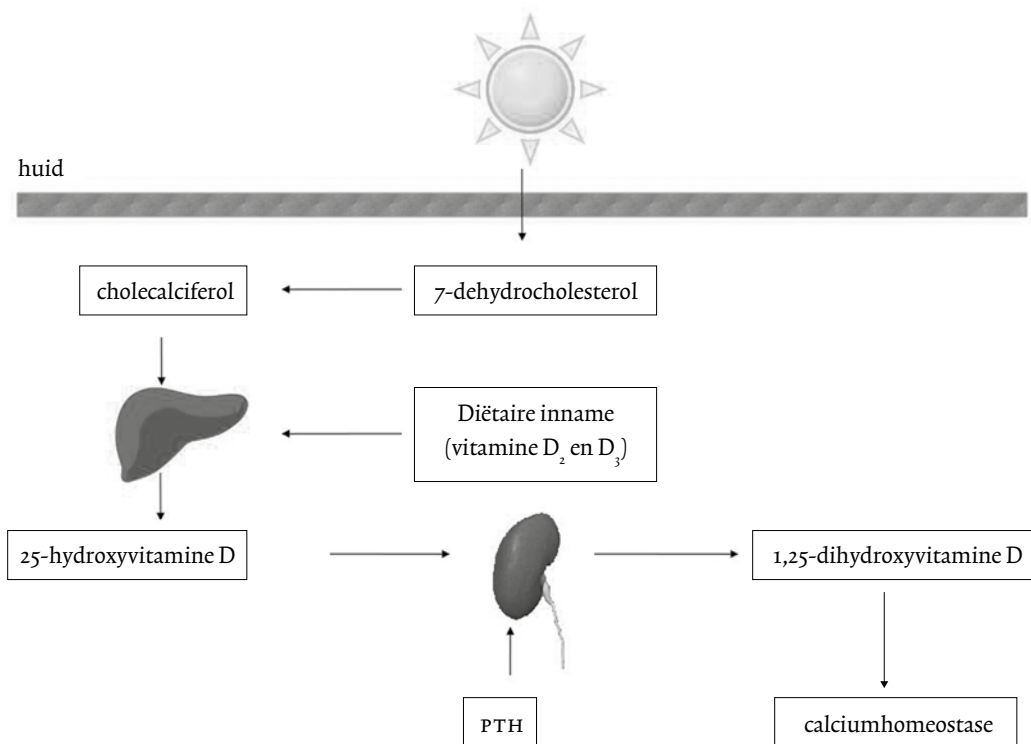 huid
cholecalciferol
7-dehydrocholesterol
Diëtaire inname
(vitamine D₂ en D₃)
25-hydroxyvitamine D
1,25-dihydroxyvitamine D
PTH
calciumhomeostase